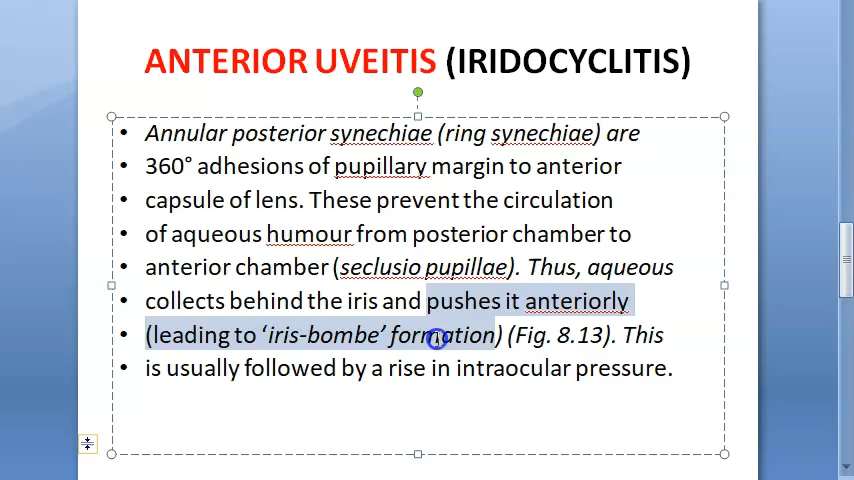 ANTERIOR UVEITIS (IRIDOCYCLITIS)
• Annular posterior synechiae (ring synechiae) are
• 360° adhesions of pupillary margin to anterior
• capsule of lens. These prevent the circulation
• of aqueous humour from posterior chamber to
• anterior chamber (seclusio pupillae). Thus, aqueous
• collects behind the iris and pushes it anteriorly
• (leading to ‘iris-bombe’ formation) (Fig. 8.13). This
• is usually followed by a rise in intraocular pressure.